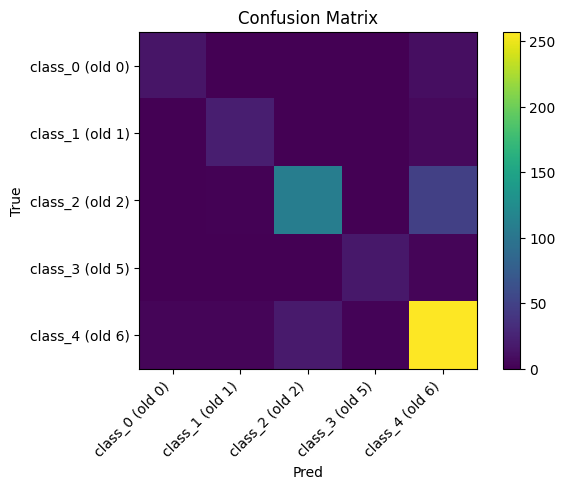 Confusion Matrix
True
class_0 (old 0)
class_1 (old 1)
class_2 (old 2)
class_3 (old 5)
class_4 (old 6)
class_0 (old 0)
class_1 (old 1)
class_2 (old 2)
class_3 (old 5)
class_4 (old 6)
Pred
250
200
150
100
50
0